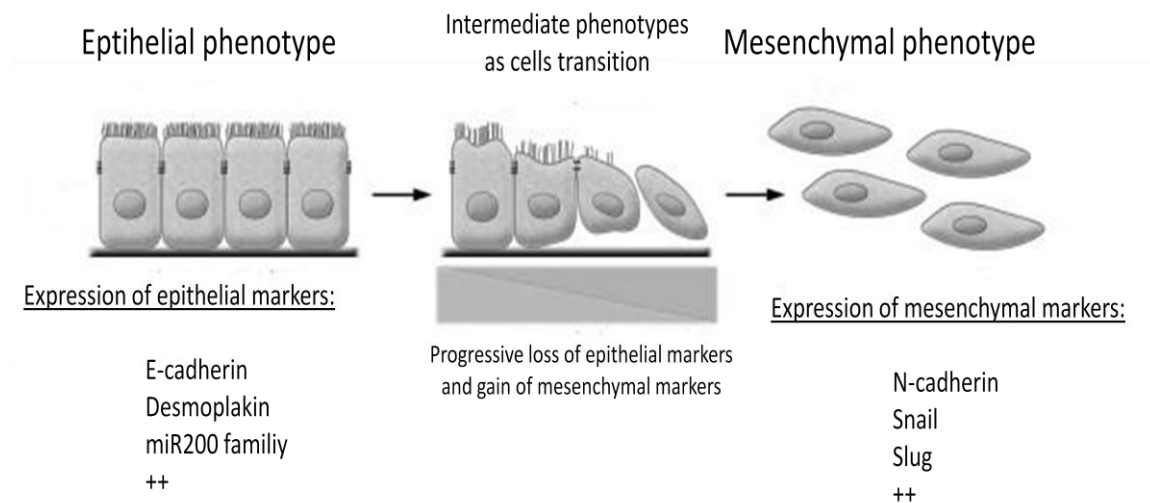 Eptihelial phenotype
Intermediate phenotypes
as cells transition
Mesenchymal phenotype
Expression of epithelial markers:
E-cadherin
Desmoplakin
miR200 familiy
++
Progressive loss of epithelial markers
and gain of mesenchymal markers
Expression of mesenchymal markers:
N-cadherin
Snail
Slug
++